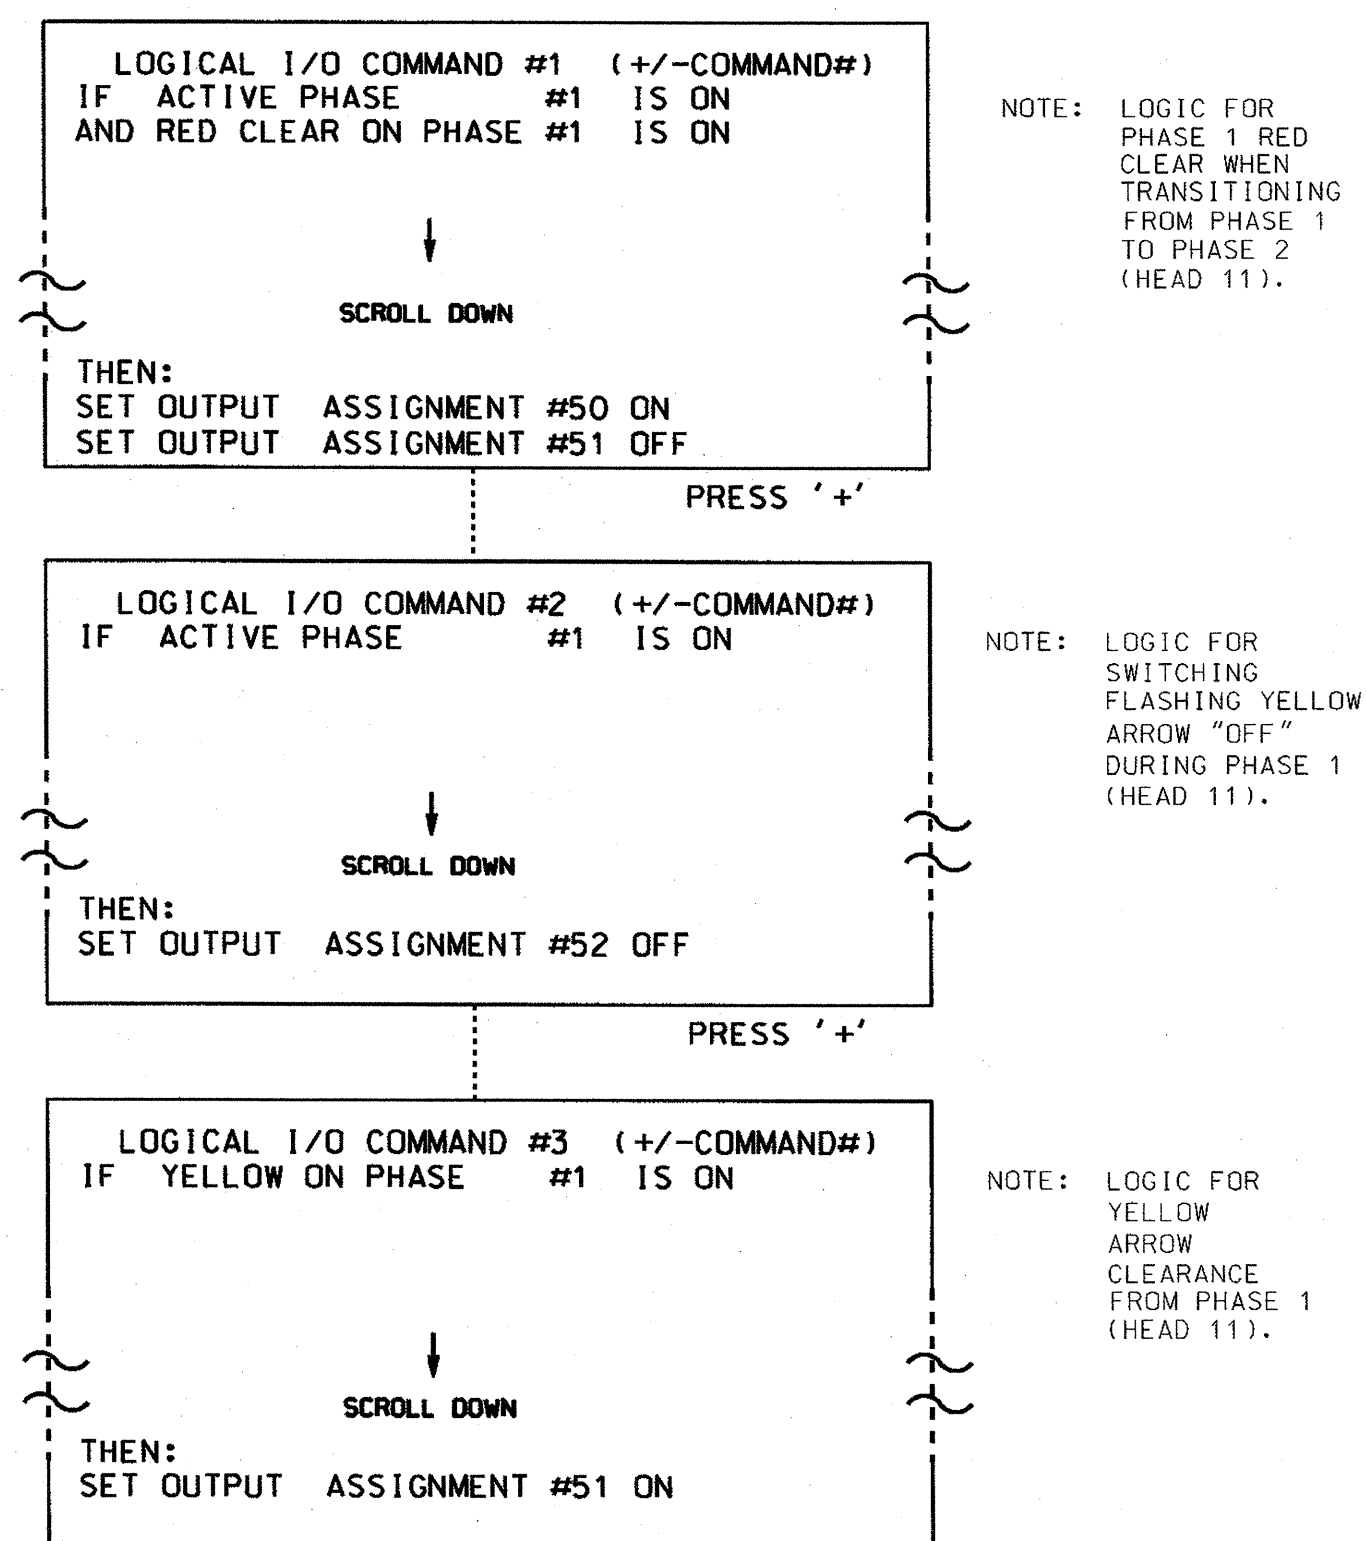 LOGICAL I/O COMMAND #1 (+/-COMMAND#)
IF ACTIVE PHASE #1 IS ON
AND RED CLEAR ON PHASE #1 IS ON
SCROLL DOWN
THEN:
SET OUTPUT ASSIGNMENT #50 ON
SET OUTPUT ASSIGNMENT #51 OFF
NOTE: LOGIC FOR
PHASE 1 RED
CLEAR WHEN
TRANSITIONING
FROM PHASE 1
TO PHASE 2
(HEAD 11).
PRESS '+'
LOGICAL I/O COMMAND #2 (+/-COMMAND#)
IF ACTIVE PHASE #1 IS ON
SCROLL DOWN
THEN:
SET OUTPUT ASSIGNMENT #52 OFF
NOTE: LOGIC FOR
SWITCHING
FLASHING YELLOW
ARROW "OFF"
DURING PHASE 1
(HEAD 11).
PRESS '+'
LOGICAL I/O COMMAND #3 (+/-COMMAND#)
IF YELLOW ON PHASE #1 IS ON
SCROLL DOWN
THEN:
SET OUTPUT ASSIGNMENT #51 ON
NOTE: LOGIC FOR
YELLOW
ARROW
CLEARANCE
FROM PHASE 1
(HEAD 11).